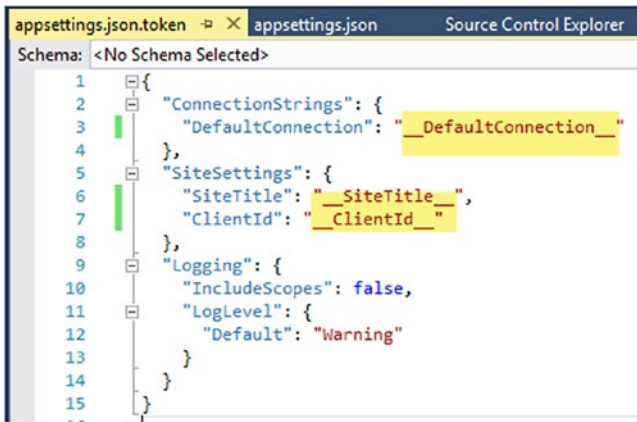 appsettings.json.token appsettings.json Source Control Explorer
Schema: <No Schema Selected>
1 {
2 "ConnectionStrings": {
3 "DefaultConnection": "__DefaultConnection__"
4 },
5 "SiteSettings": {
6 "SiteTitle": "__SiteTitle__",
7 "ClientId": "__ClientId__"
8 },
9 "Logging": {
10 "IncludeScopes": false,
11 "LogLevel": {
12 "Default": "Warning"
13 }
14 }
15 }